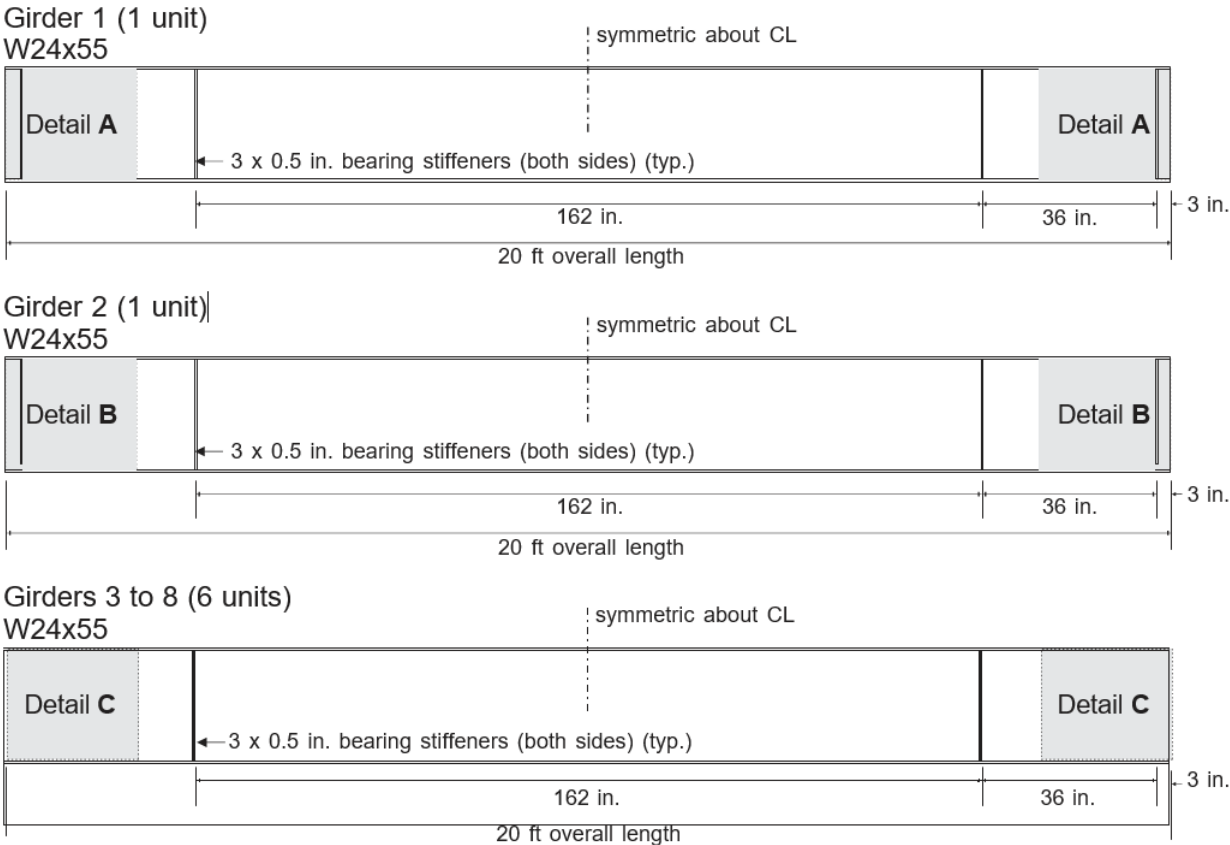 Girder 1 (1 unit)
W24x55
symmetric about CL
Detail A
Detail A
3 x 0.5 in. bearing stiffeners (both sides) (typ.)
3 in.
162 in.
36 in.
20 ft overall length
Girder 2 (1 unit)
W24x55
symmetric about CL
Detail B
Detail B
3 x 0.5 in. bearing stiffeners (both sides) (typ.)
3 in.
162 in.
36 in.
20 ft overall length
Girders 3 to 8 (6 units)
W24x55
symmetric about CL
Detail C
Detail C
3 x 0.5 in. bearing stiffeners (both sides) (typ.)
3 in.
162 in.
36 in.
20 ft overall length